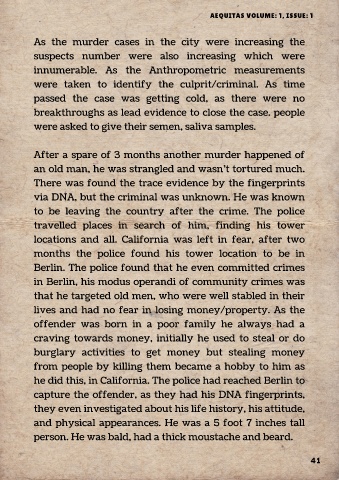 AEQUITAS VOLUME: 1, ISSUE: 1
As the murder cases in the city were increasing the
suspects number were also increasing which were
innumerable. As the Anthropometric measurements
were taken to identify the culprit/criminal. As time
passed the case was getting cold, as there were no
breakthroughs as lead evidence to close the case. people
were asked to give their semen, saliva samples.
After a spare of 3 months another murder happened of
an old man, he was strangled and wasn't tortured much.
There was found the trace evidence by the fingerprints
via DNA, but the criminal was unknown. He was known
to be leaving the country after the crime. The police
travelled places in search of him, finding his tower
locations and all. California was left in fear, after two
months the police found his tower location to be in
Berlin. The police found that he even committed crimes
in Berlin, his modus operandi of community crimes was
that he targeted old men, who were well stabled in their
lives and had no fear in losing money/property. As the
offender was born in a poor family he always had a
craving towards money, initially he used to steal or do
burglary activities to get money but stealing money
from people by killing them became a hobby to him as
he did this, in California. The police had reached Berlin to
capture the offender, as they had his DNA fingerprints,
they even investigated about his life history, his attitude,
and physical appearances. He was a 5 foot 7 inches tall
person. He was bald, had a thick moustache and beard.
41